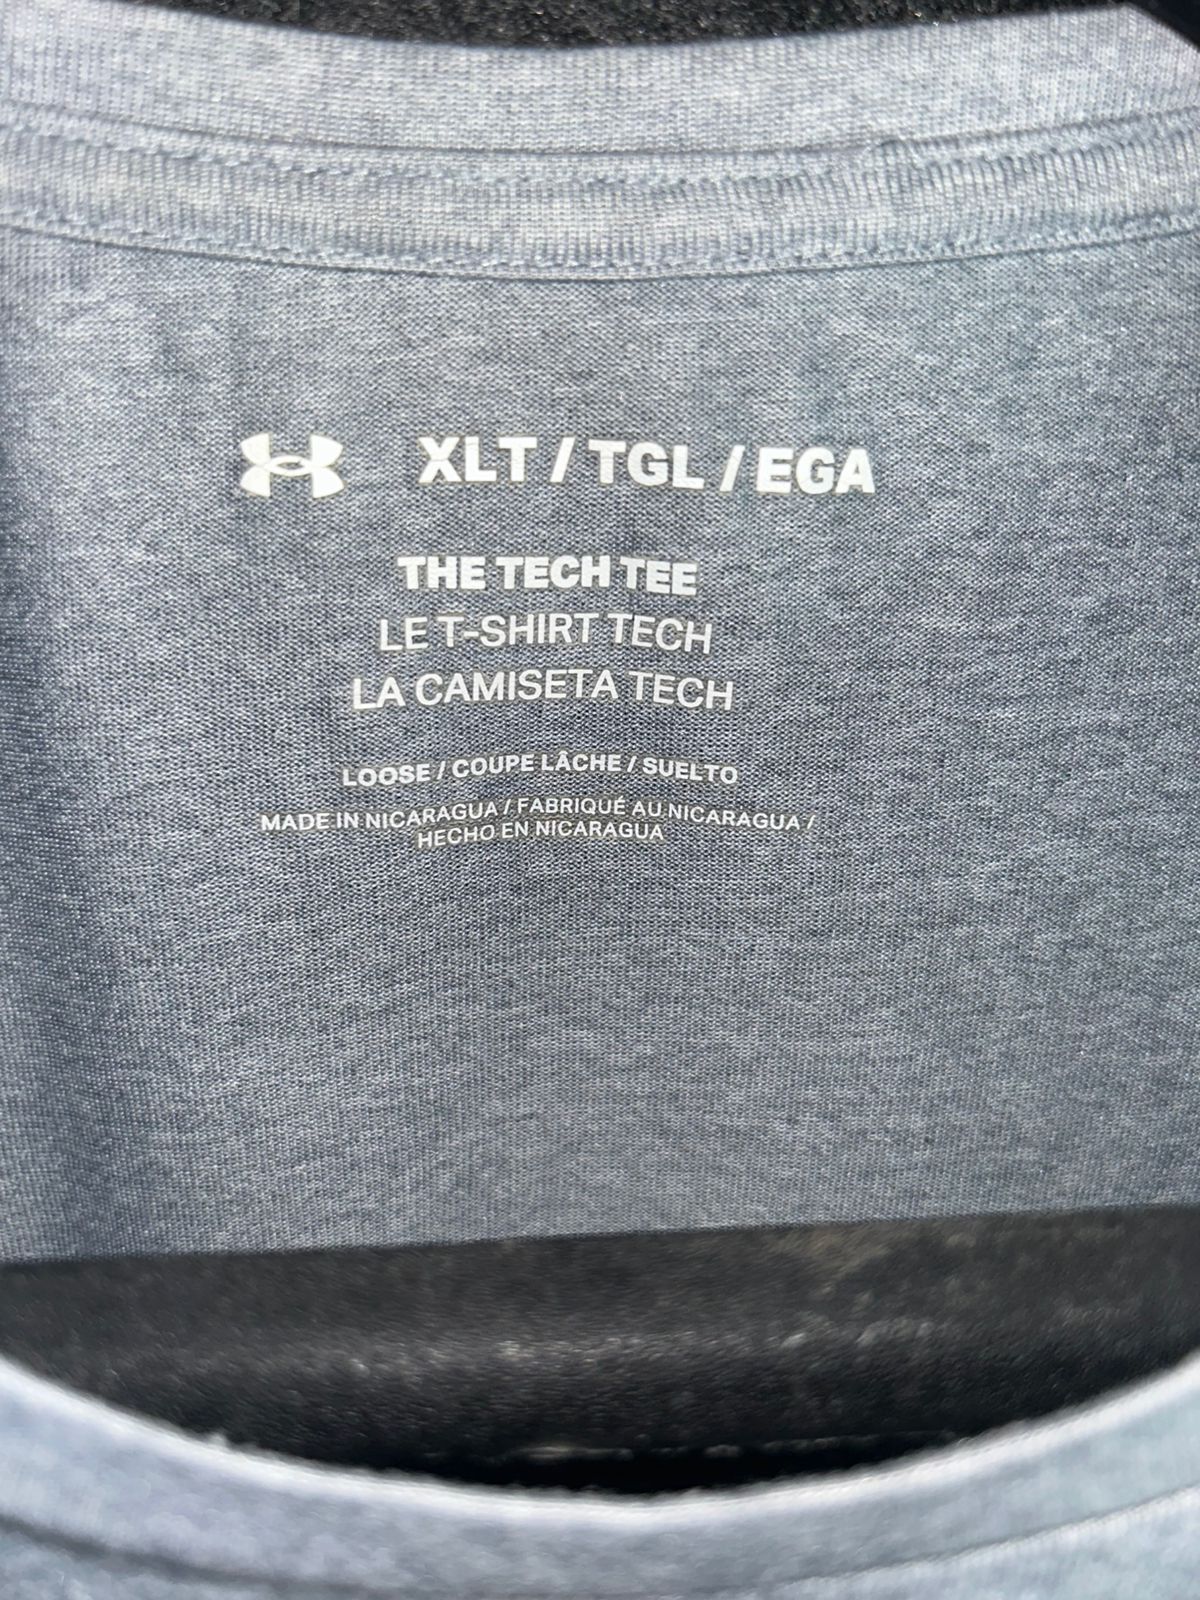 XLT / TGL / EGA
THE TECH TEE
LE T-SHIRT TECH
LA CAMISETA TECH
LOOSE / COUPE LÂCHE / SUELTO
MADE IN NICARAGUA / FABRIQUÉ AU NICARAGUA /
HECHO EN NICARAGUA